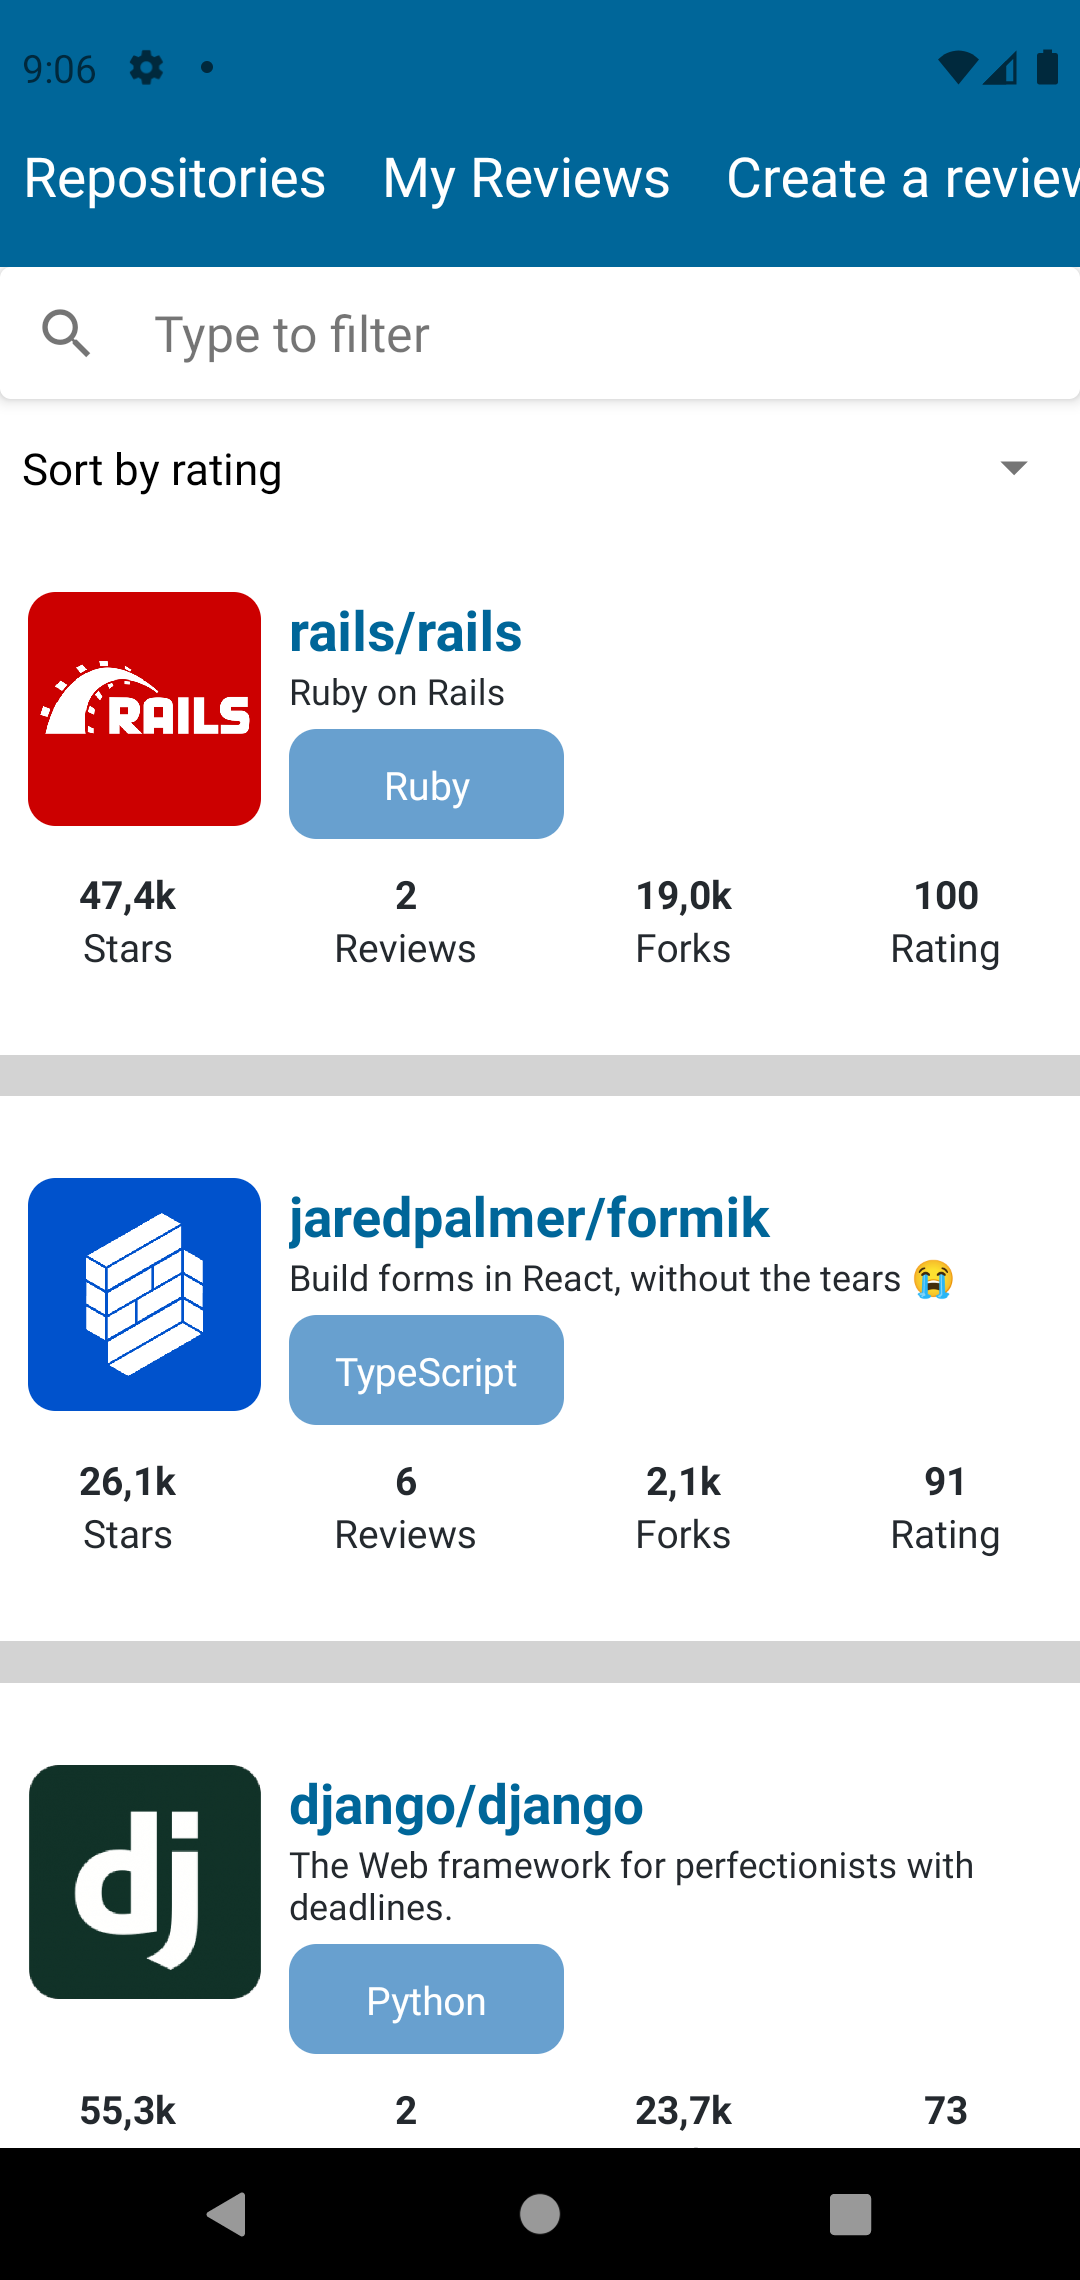 9:06
Repositories My Reviews Create a review
Type to filter
Sort by rating
RAILS
rails/rails
Ruby on Rails
Ruby
47,4k 2 19,0k 100
Stars Reviews Forks Rating
jaredpalmer/formik
Build forms in React, without the tears 😭
TypeScript
26,1k 6 2,1k 91
Stars Reviews Forks Rating
dj
django/django
The Web framework for perfectionists with
deadlines.
Python
55,3k 2 23,7k 73